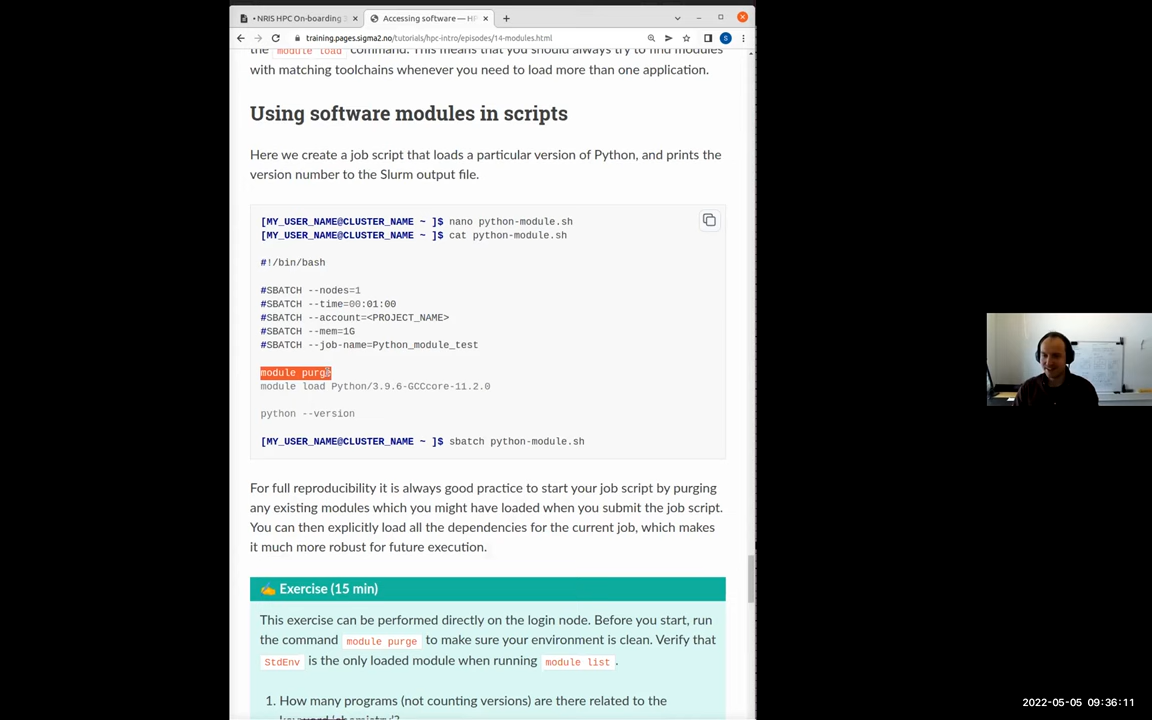 • NRIS HPC On-boarding
Accessing software — HP
training.pages.sigma2.no/tutorials/hpc-intro/episodes/14-modules.html
the module load command. This means that you should always try to find modules
with matching toolchains whenever you need to load more than one application.
Using software modules in scripts
Here we create a job script that loads a particular version of Python, and prints the
version number to the Slurm output file.
[MY_USER_NAME@CLUSTER_NAME ~ ]$ nano python-module.sh
[MY_USER_NAME@CLUSTER_NAME ~ ]$ cat python-module.sh
#!/bin/bash
#SBATCH --nodes=1
#SBATCH --time=00:01:00
#SBATCH --account=<PROJECT_NAME>
#SBATCH --mem=1G
#SBATCH --job-name=Python_module_test
module purge
module load Python/3.9.6-GCCcore-11.2.0
python --version
[MY_USER_NAME@CLUSTER_NAME ~ ]$ sbatch python-module.sh
For full reproducibility it is always good practice to start your job script by purging
any existing modules which you might have loaded when you submit the job script.
You can then explicitly load all the dependencies for the current job, which makes
it much more robust for future execution.
✍ Exercise (15 min)
This exercise can be performed directly on the login node. Before you start, run
the command module purge to make sure your environment is clean. Verify that
StdEnv is the only loaded module when running module list .
1. How many programs (not counting versions) are there related to the
2022-05-05 09:36:11